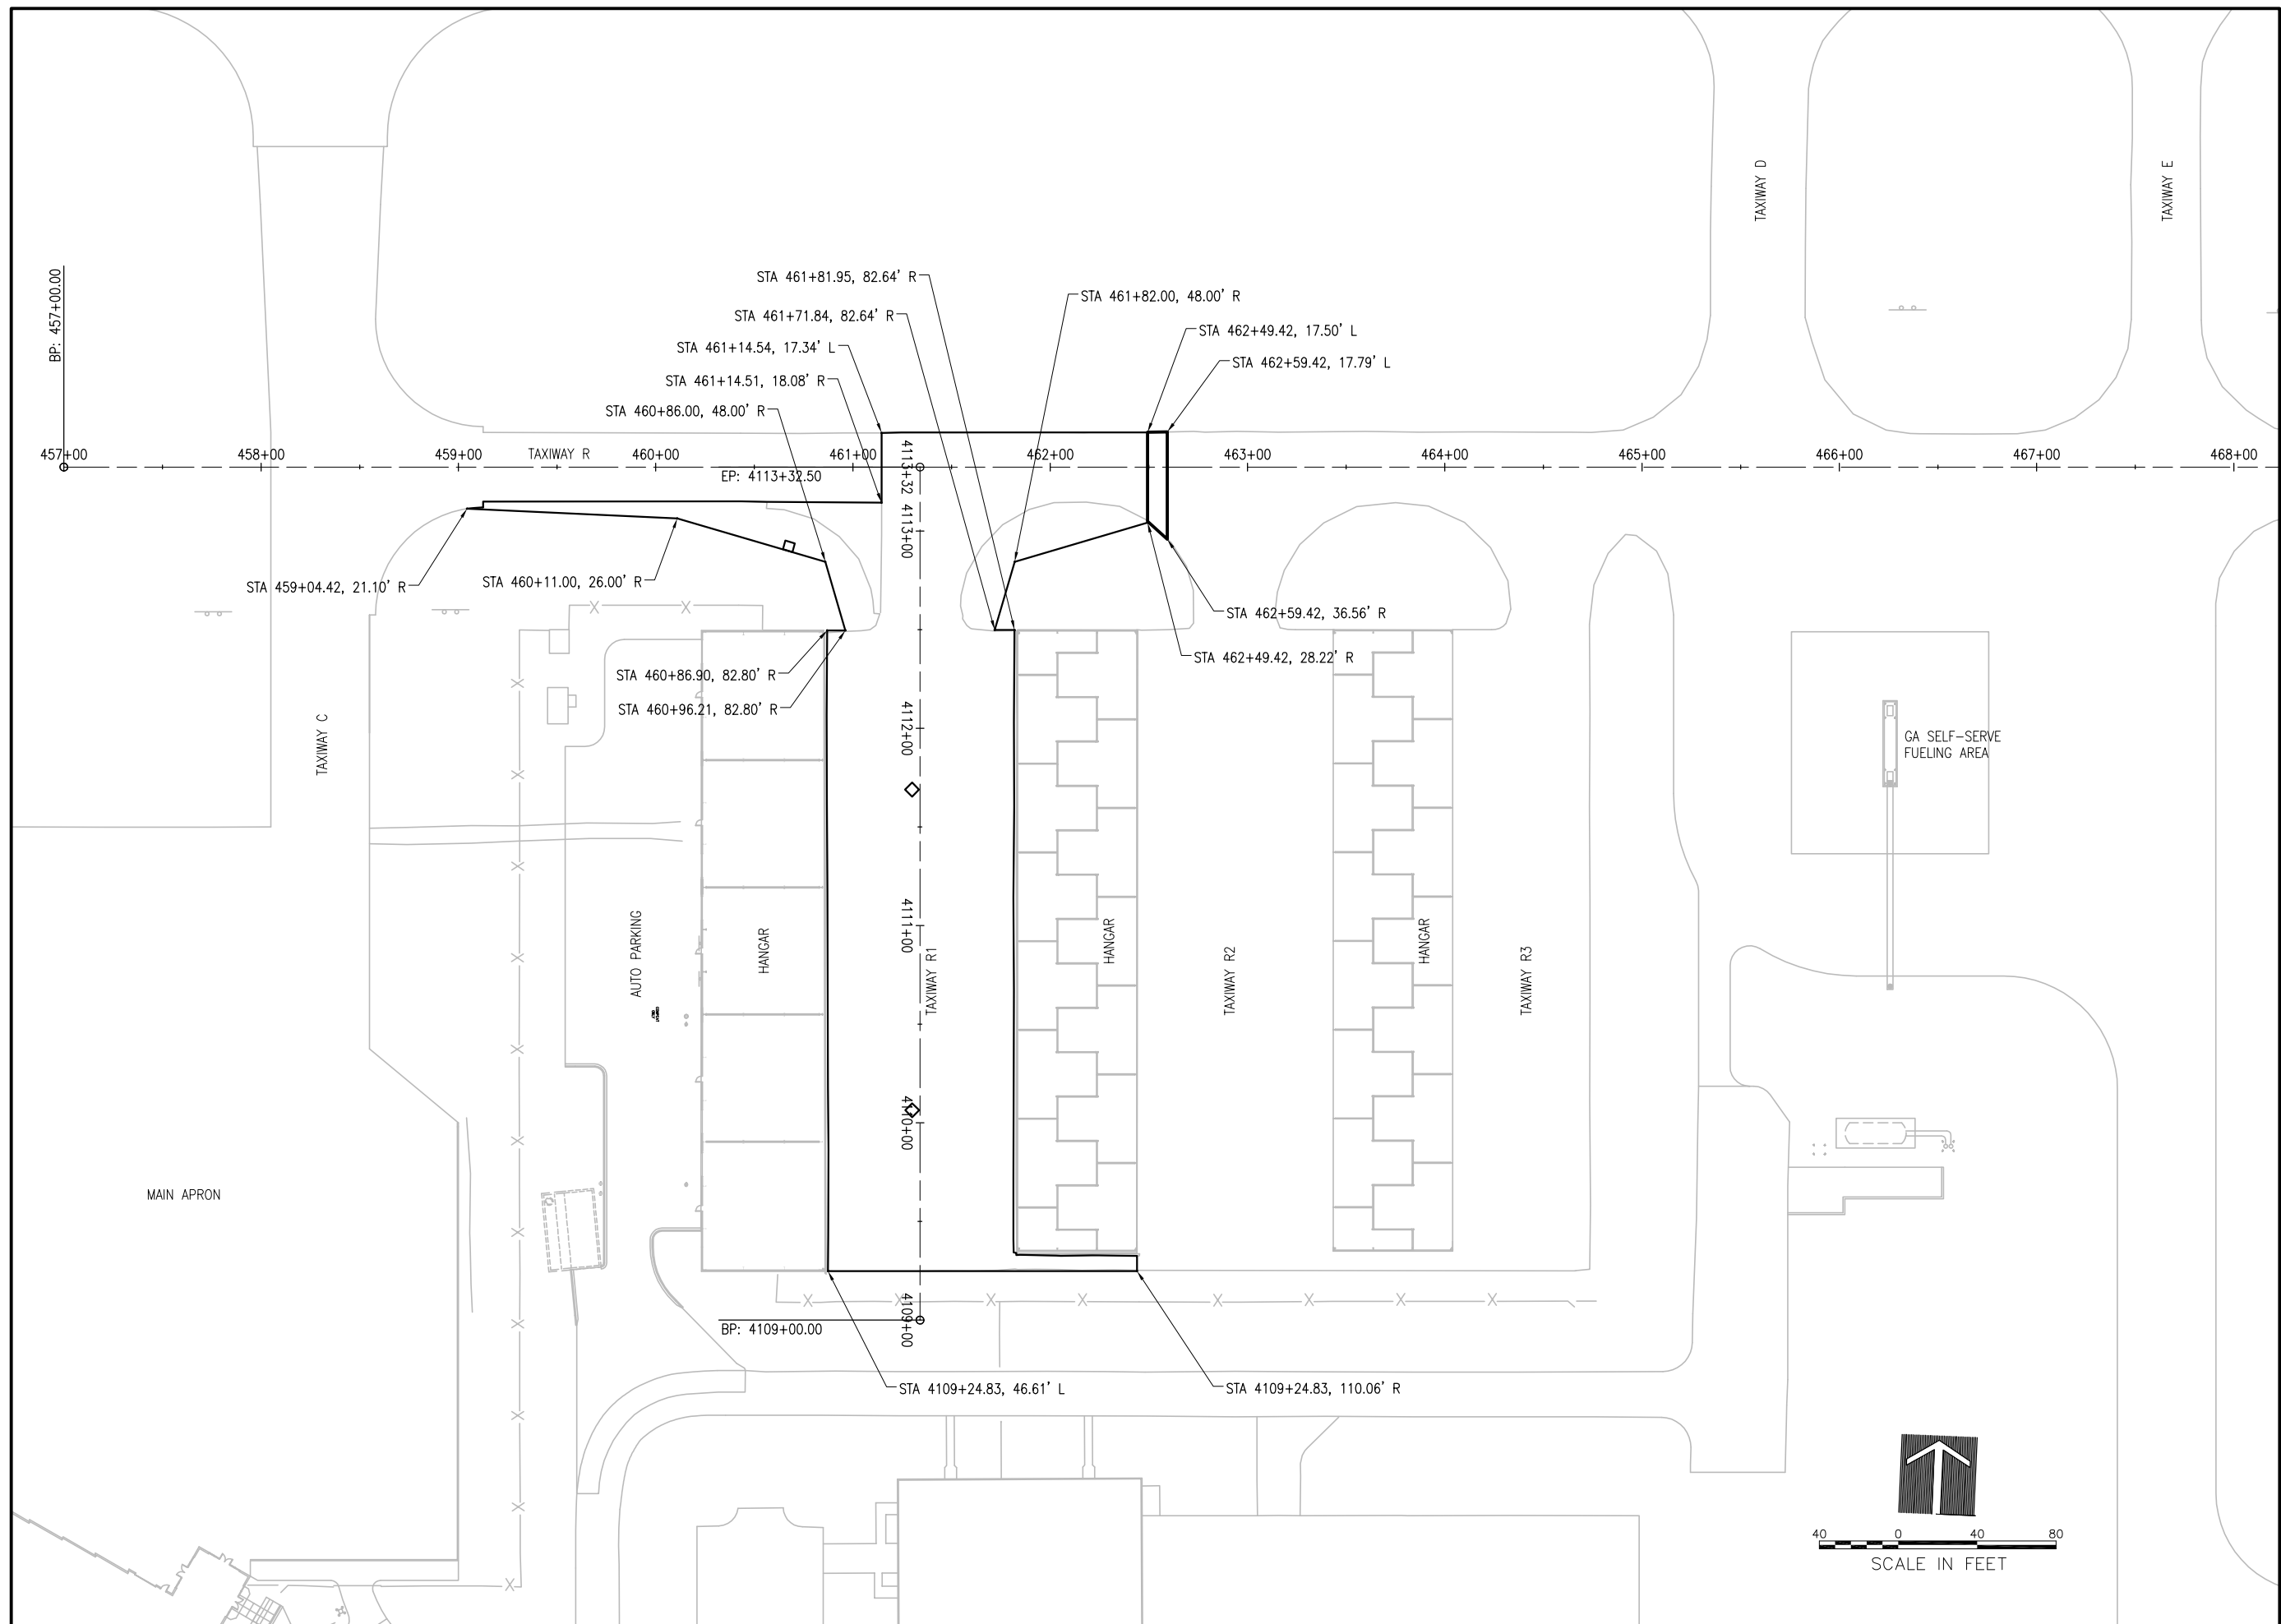 TAXIWAY D
TAXIWAY E
BP: 457+00.00
STA 461+81.95, 82.64' R
STA 461+82.00, 48.00' R
STA 461+71.84, 82.64' R
STA 462+49.42, 17.50' L
STA 461+14.54, 17.34' L
STA 462+59.42, 17.79' L
STA 461+14.51, 18.08' R
STA 460+86.00, 48.00' R
457+00
458+00
459+00
TAXIWAY R
460+00
461+00
462+00
463+00
464+00
465+00
466+00
467+00
468+00
EP: 4113+32.50
4113+32
4113+00
STA 459+04.42, 21.10' R
STA 460+11.00, 26.00' R
STA 462+59.42, 36.56' R
STA 462+49.42, 28.22' R
STA 460+86.90, 82.80' R
STA 460+96.21, 82.80' R
4112+00
TAXIWAY C
GA SELF-SERVE
FUELING AREA
AUTO PARKING
HANGAR
4111+00
TAXIWAY R1
HANGAR
TAXIWAY R2
HANGAR
TAXIWAY R3
4110+00
MAIN APRON
4109+00
BP: 4109+00.00
STA 4109+24.83, 46.61' L
STA 4109+24.83, 110.06' R
40 0 40 80
SCALE IN FEET